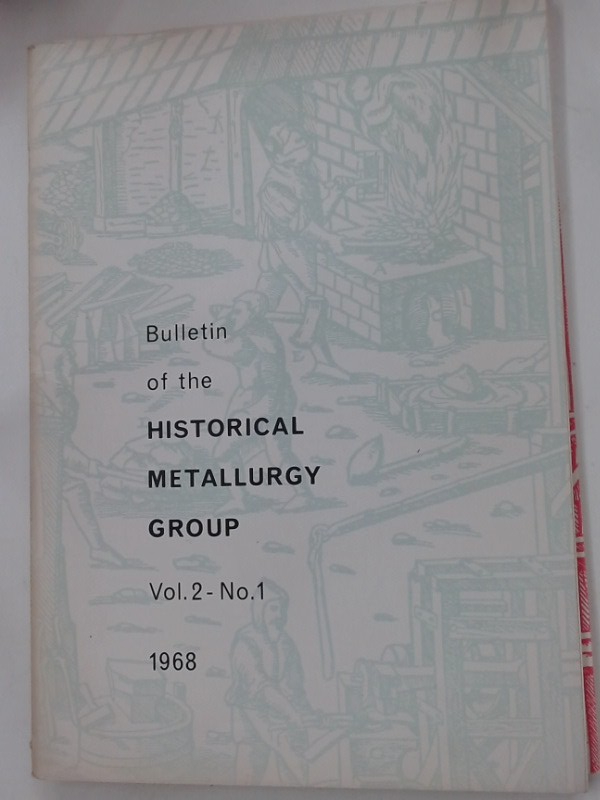 Bulletin
of the
HISTORICAL
METALLURGY
GROUP
Vol.2 - No.1
1968